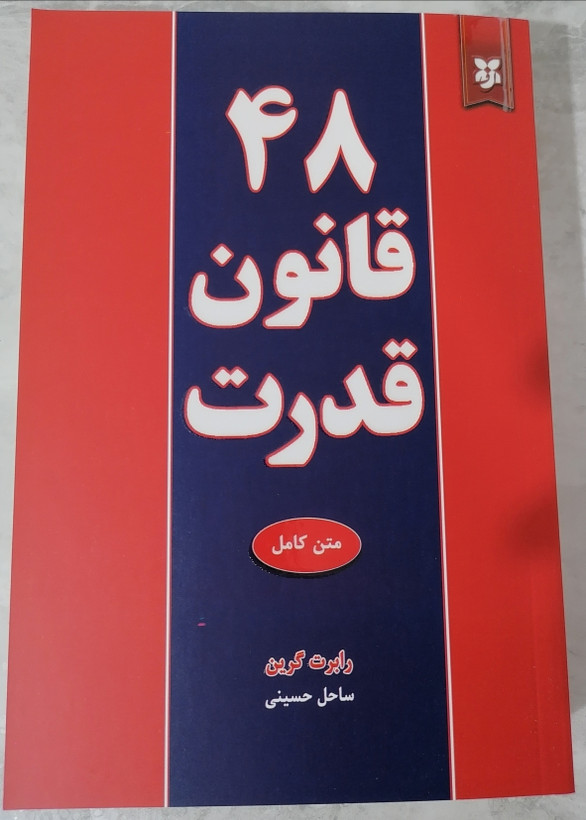 ۴۸
قانون
قدرت
متن کامل
رابرت گرین
ساحل حسینی